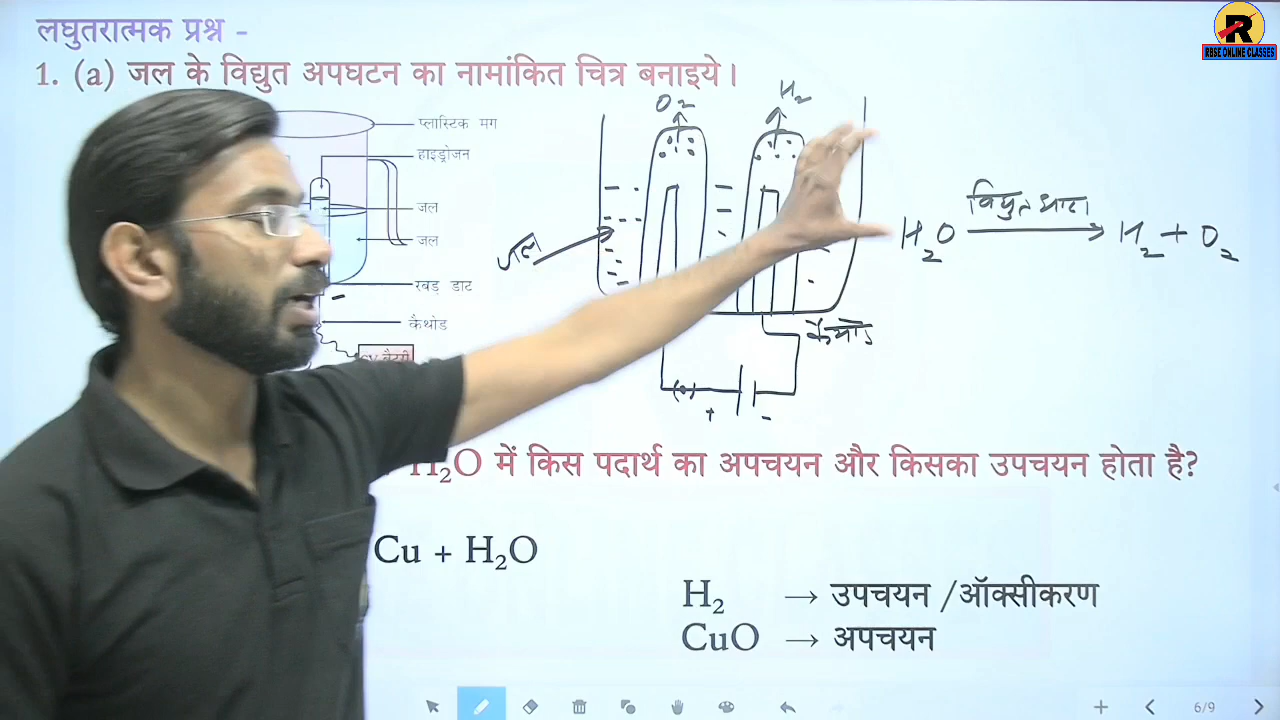 लघुतरात्मक प्रश्न -
1. (a) जल के विद्युत अपघटन का नामांकित चित्र बनाइये।
R
RBSE ONLINE CLASSES
प्लास्टिक मग
हाइड्रोजन
जल
जल
रबड़ डाट
कैथोड
6V बैटरी
O2
H2
जल
कैथोड
+ -
H2O विद्युत धारा → H2 + O2
H2O में किस पदार्थ का अपचयन और किसका उपचयन होता है?
Cu + H2O
H2 → उपचयन /ऑक्सीकरण
CuO → अपचयन
6/9